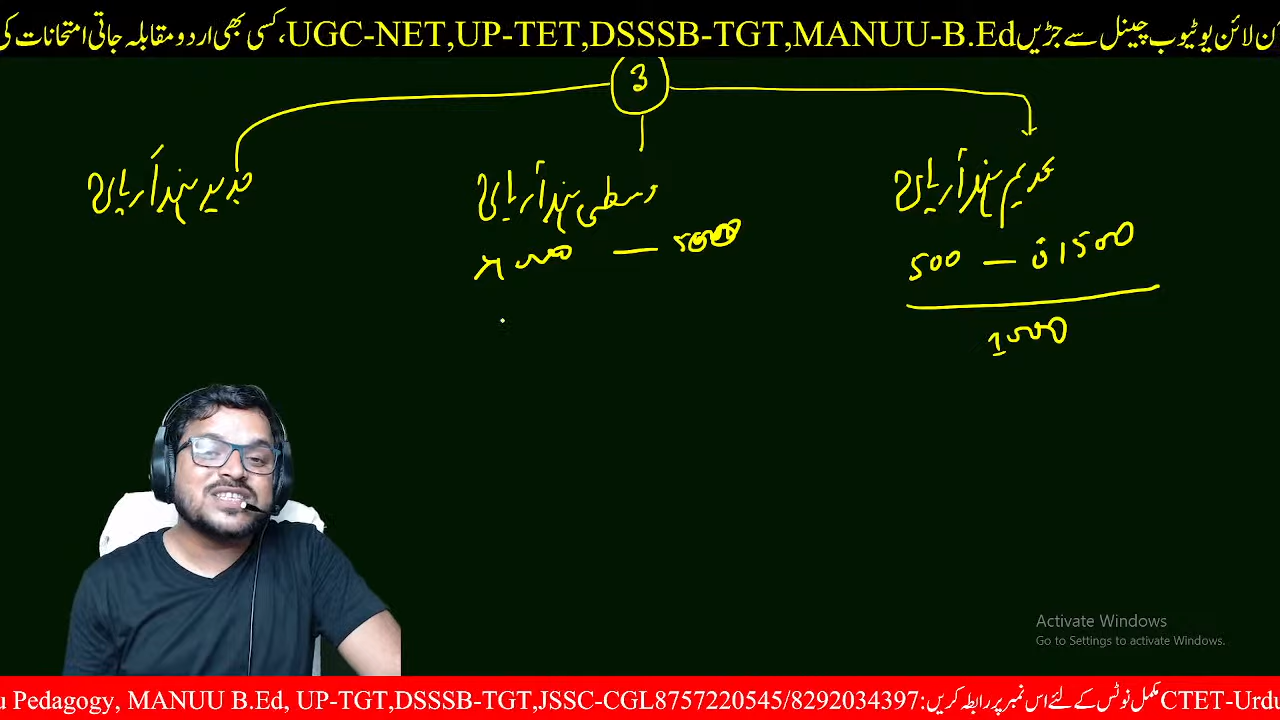 ن لائن یوٹیوب چینل سے جڑیں UGC-NET,UP-TET,DSSSB-TGT,MANUU-B.Ed، کسی بھی اردو مقابلہ جاتی امتحانات کی
3
قدیم ہند آریائی
1500 ق — 500
1000
وسطی ہند آریائی
جدید ہند آریائی
Activate Windows
Go to Settings to activate Windows.
CTET-Urdu مکمل نوٹس کے لئے اس نمبر پر رابطہ کریں:8757220545/8292034397 u Pedagogy, MANUU B.Ed, UP-TGT,DSSSB-TGT,JSSC-CGL